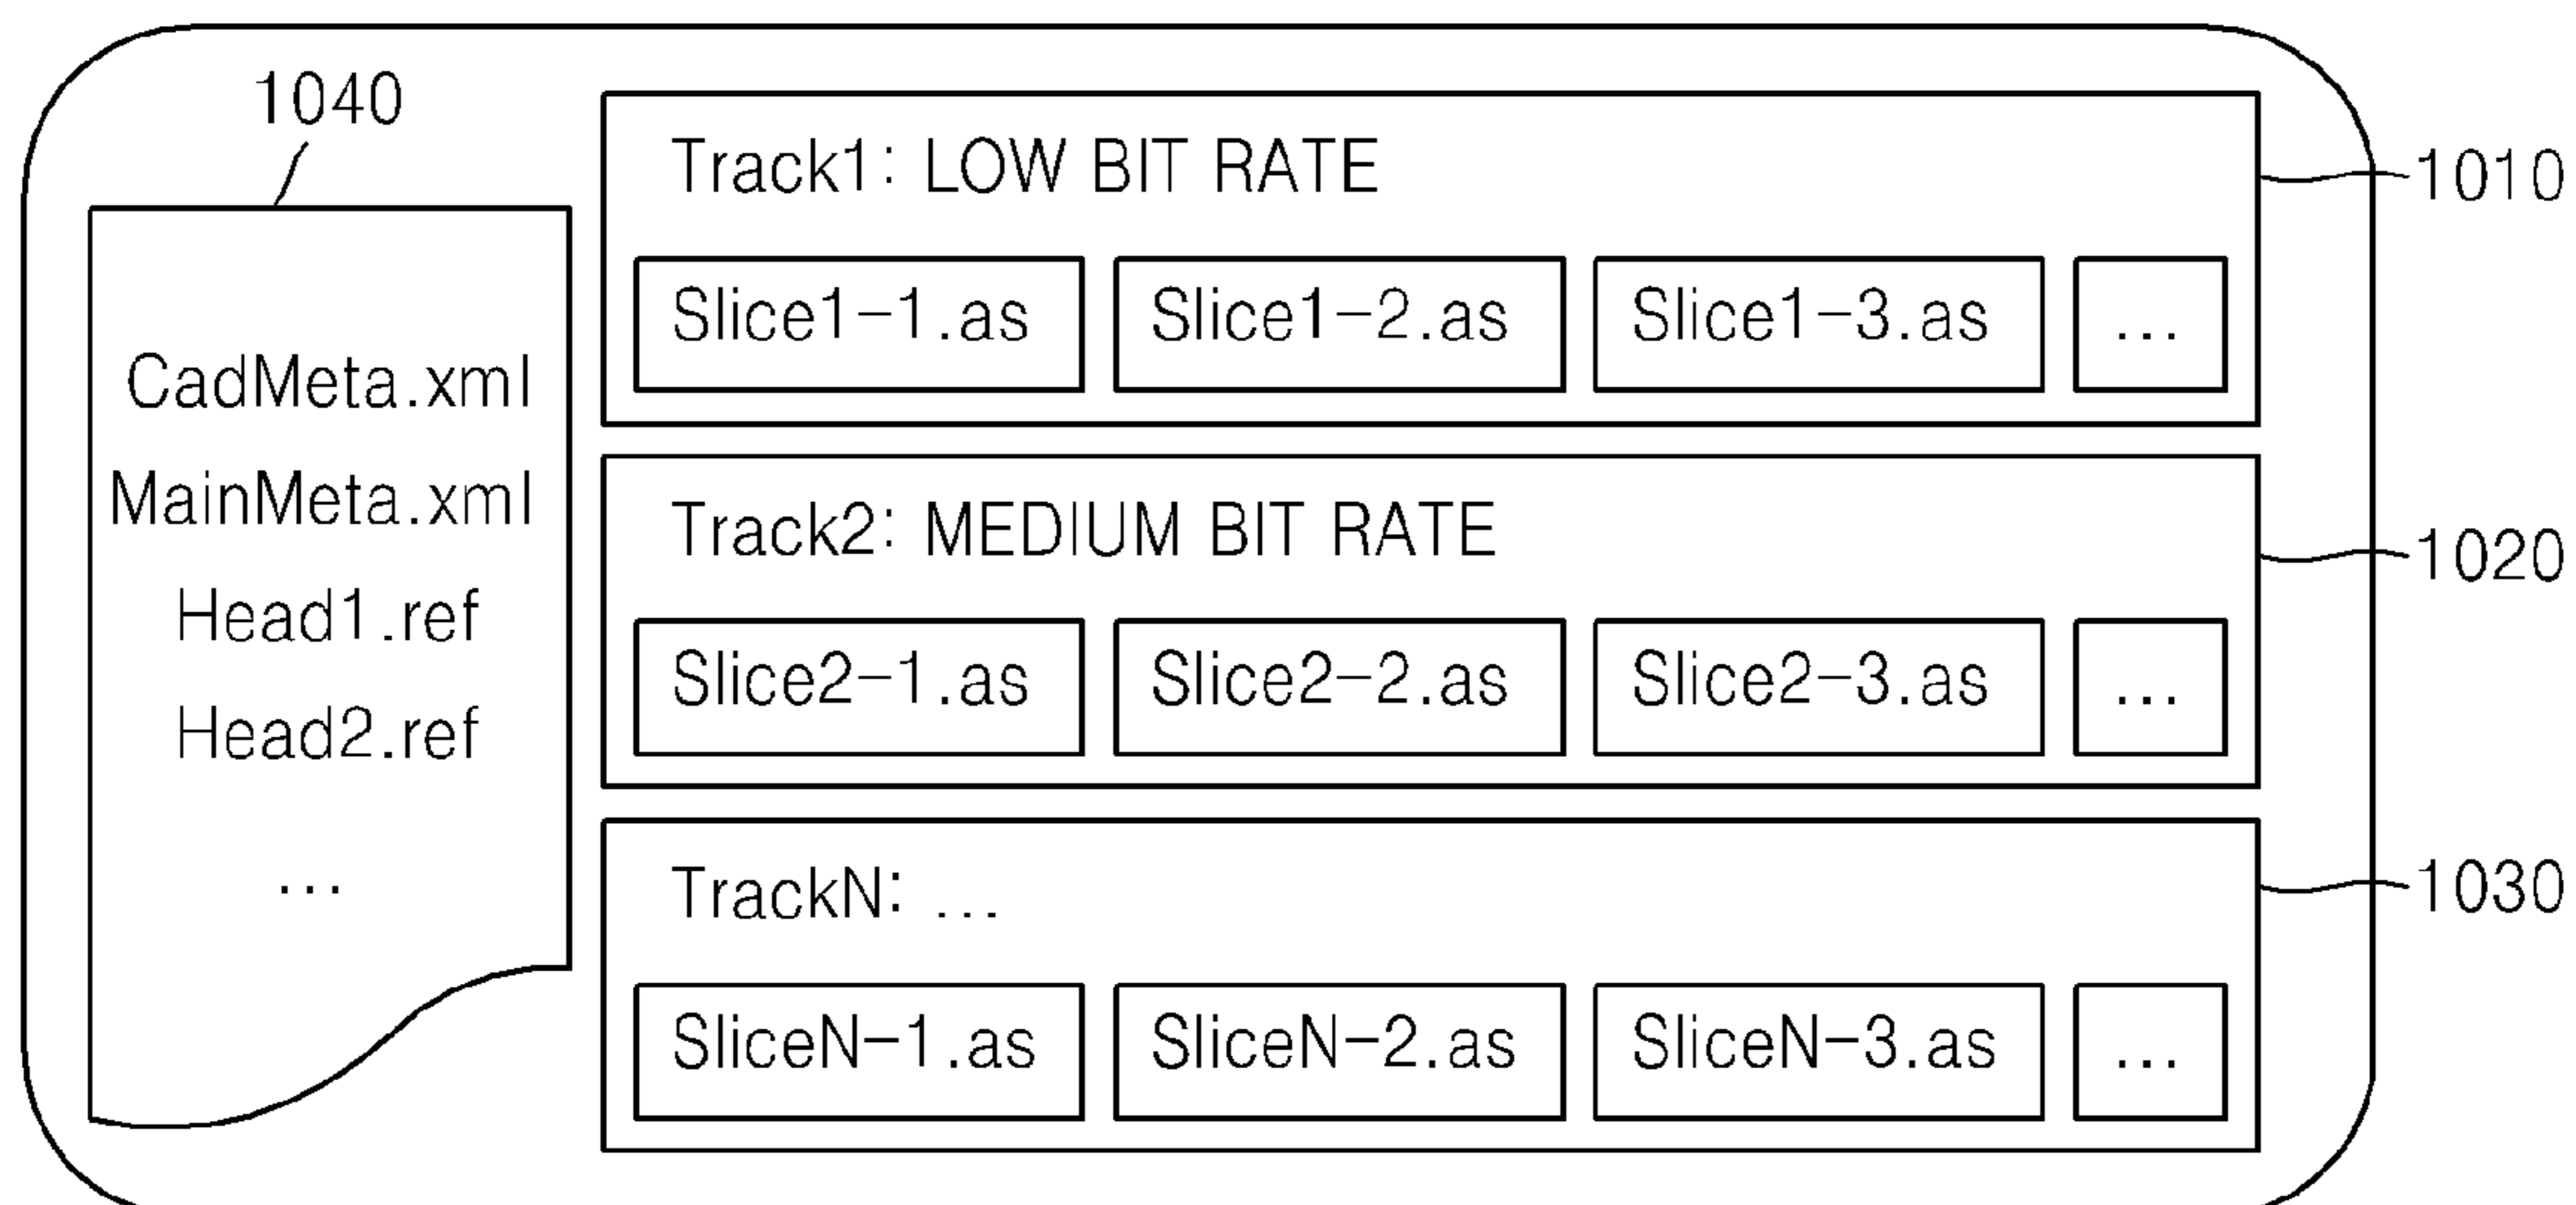 1040
CadMeta.xml
MainMeta.xml
Head1.ref
Head2.ref
...
Track1: LOW BIT RATE
1010
Slice1-1.as
Slice1-2.as
Slice1-3.as
...
Track2: MEDIUM BIT RATE
1020
Slice2-1.as
Slice2-2.as
Slice2-3.as
...
TrackN: ...
1030
SliceN-1.as
SliceN-2.as
SliceN-3.as
...